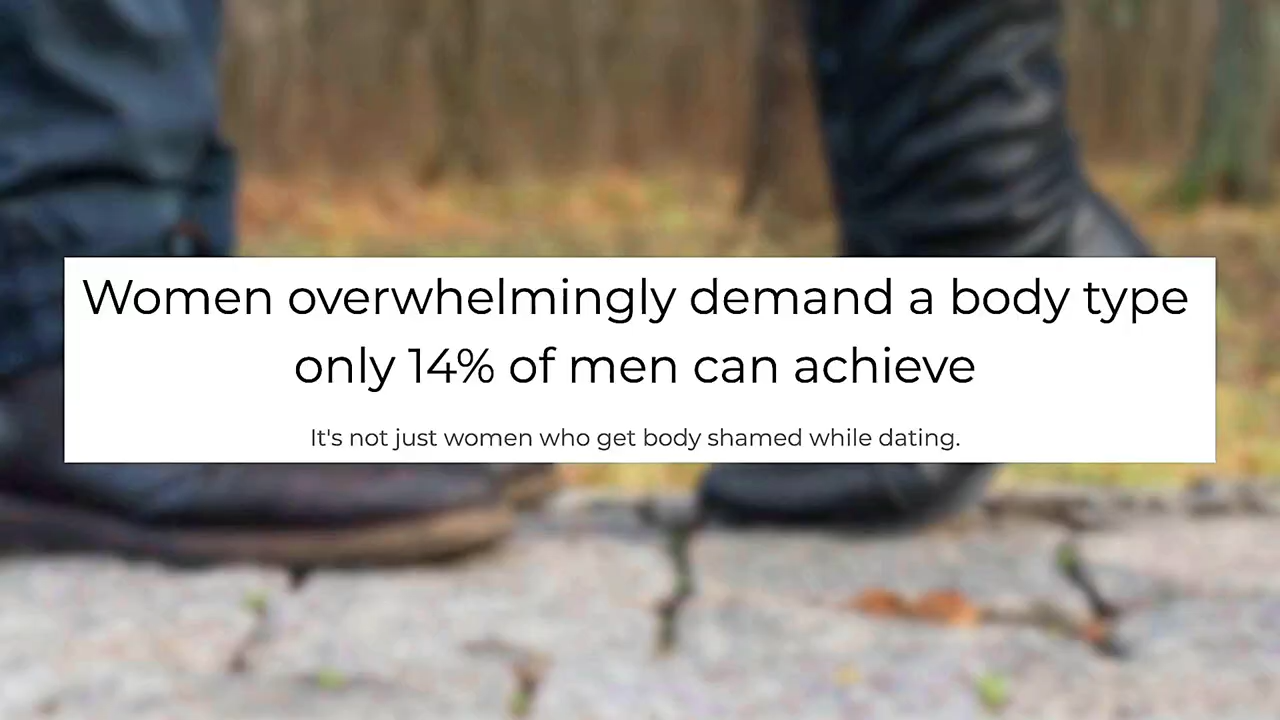 Women overwhelmingly demand a body type
only 14% of men can achieve
It's not just women who get body shamed while dating.